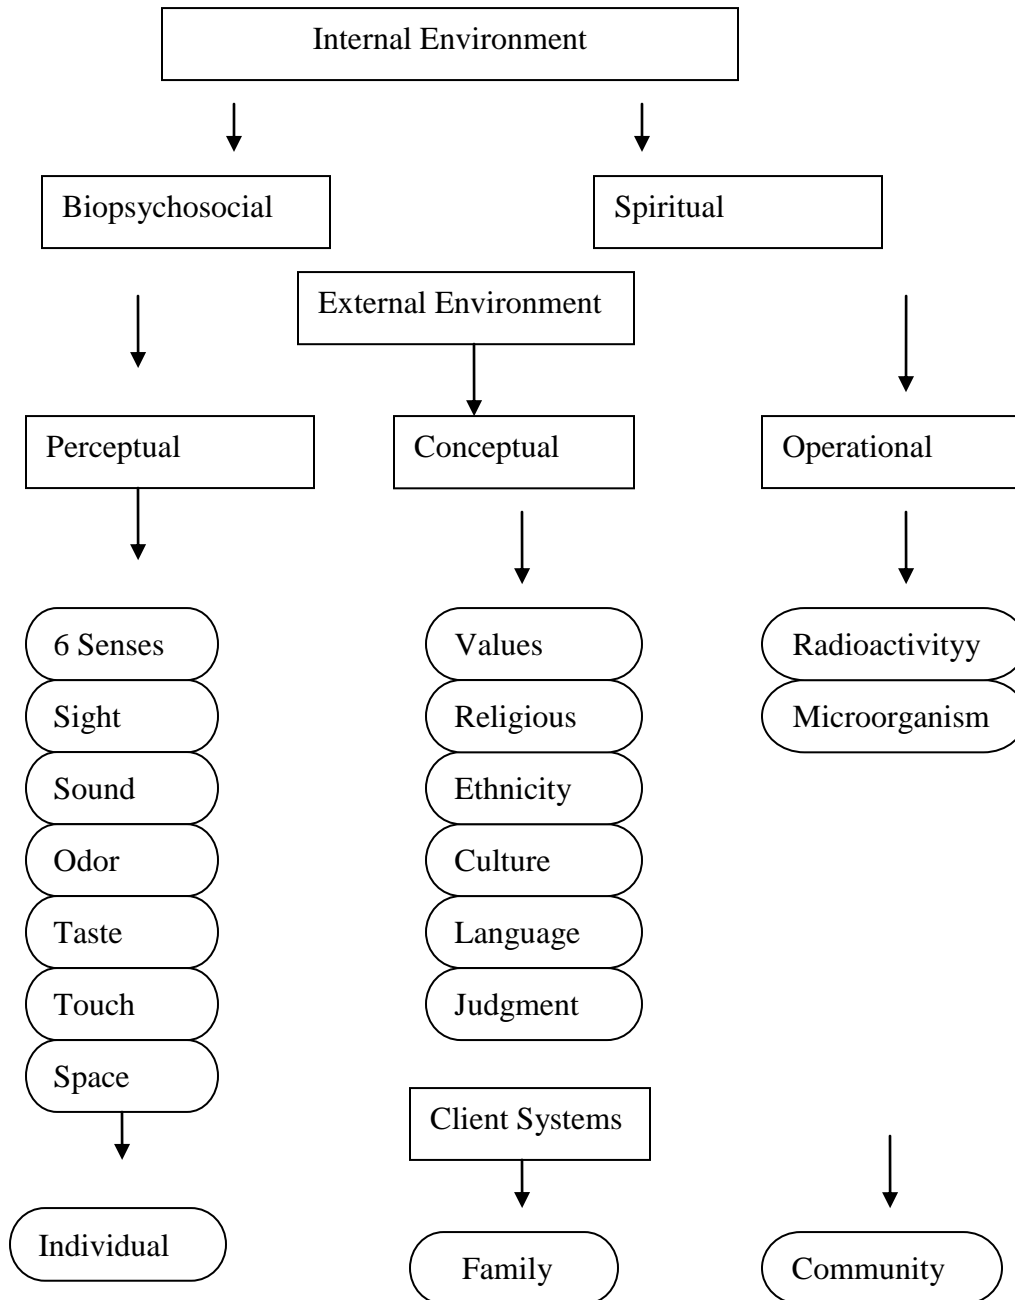 Internal Environment
Biopsychosocial
Spiritual
External Environment
Perceptual
Conceptual
Operational
6 Senses
Sight
Sound
Odor
Taste
Touch
Space
Values
Religious
Ethnicity
Culture
Language
Judgment
Radioactivityy
Microorganism
Client Systems
Individual
Family
Community